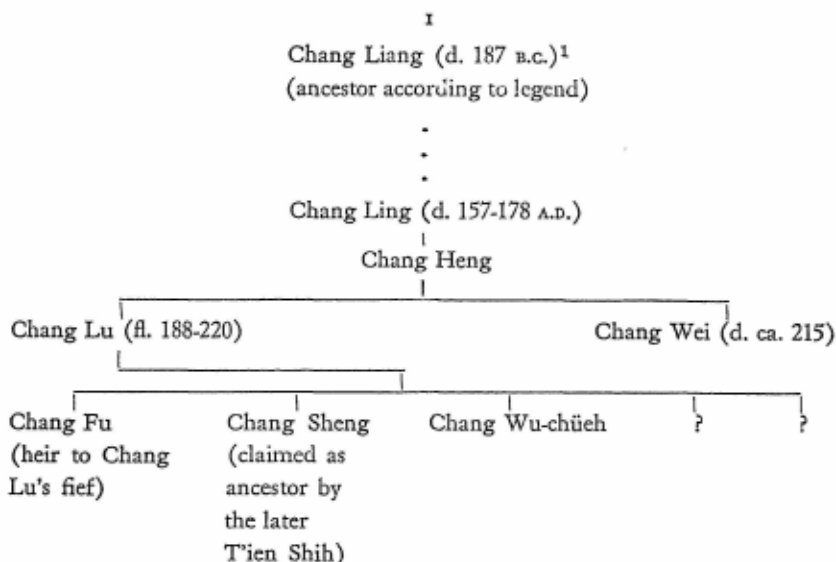 I
Chang Liang (d. 187 B.C.)¹
(ancestor according to legend)
Chang Ling (d. 157-178 A.D.)
Chang Heng
Chang Lu (fl. 188-220) Chang Wei (d. ca. 215)
Chang Fu Chang Sheng Chang Wu-chüeh ? ?
(heir to Chang (claimed as
Lu's fief) ancestor by
the later
T'ien Shih)